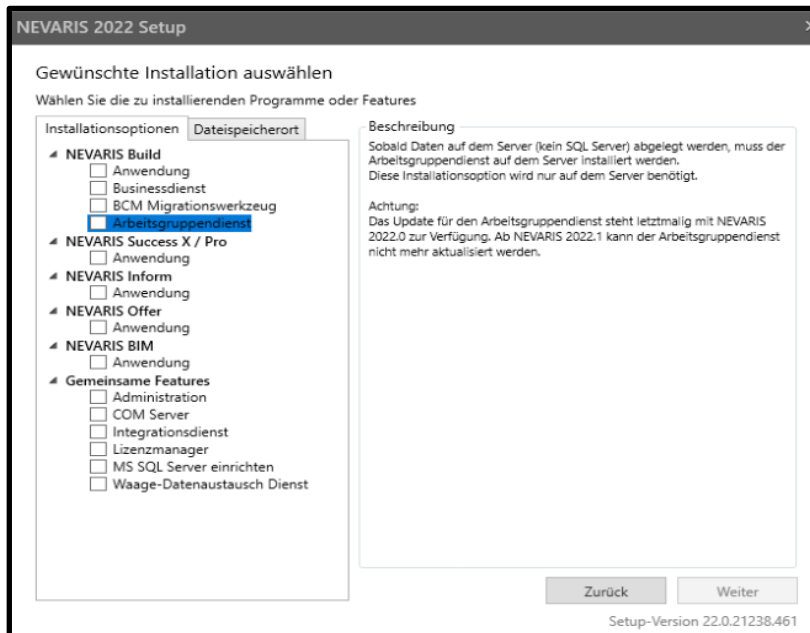 NEVARIS 2022 Setup
Gewünschte Installation auswählen
Wählen Sie die zu installierenden Programme oder Features
Installationsoptionen
Dateispeicherort
NEVARIS Build
Anwendung
Businessdienst
BCM Migrationswerkzeug
Arbeitsgruppendienst
NEVARIS Success X / Pro
Anwendung
NEVARIS Inform
Anwendung
NEVARIS Offer
Anwendung
NEVARIS BIM
Anwendung
Gemeinsame Features
Administration
COM Server
Integrationsdienst
Lizenzmanager
MS SQL Server einrichten
Waage-Datenaustausch Dienst
Beschreibung
Sobald Daten auf dem Server (kein SQL Server) abgelegt werden, muss der
Arbeitsgruppendienst auf dem Server installiert werden.
Diese Installationsoption wird nur auf dem Server benötigt.
Achtung:
Das Update für den Arbeitsgruppendienst steht letztmalig mit NEVARIS
2022.0 zur Verfügung. Ab NEVARIS 2022.1 kann der Arbeitsgruppendienst
nicht mehr aktualisiert werden.
Zurück
Weiter
Setup-Version 22.0.21238.461